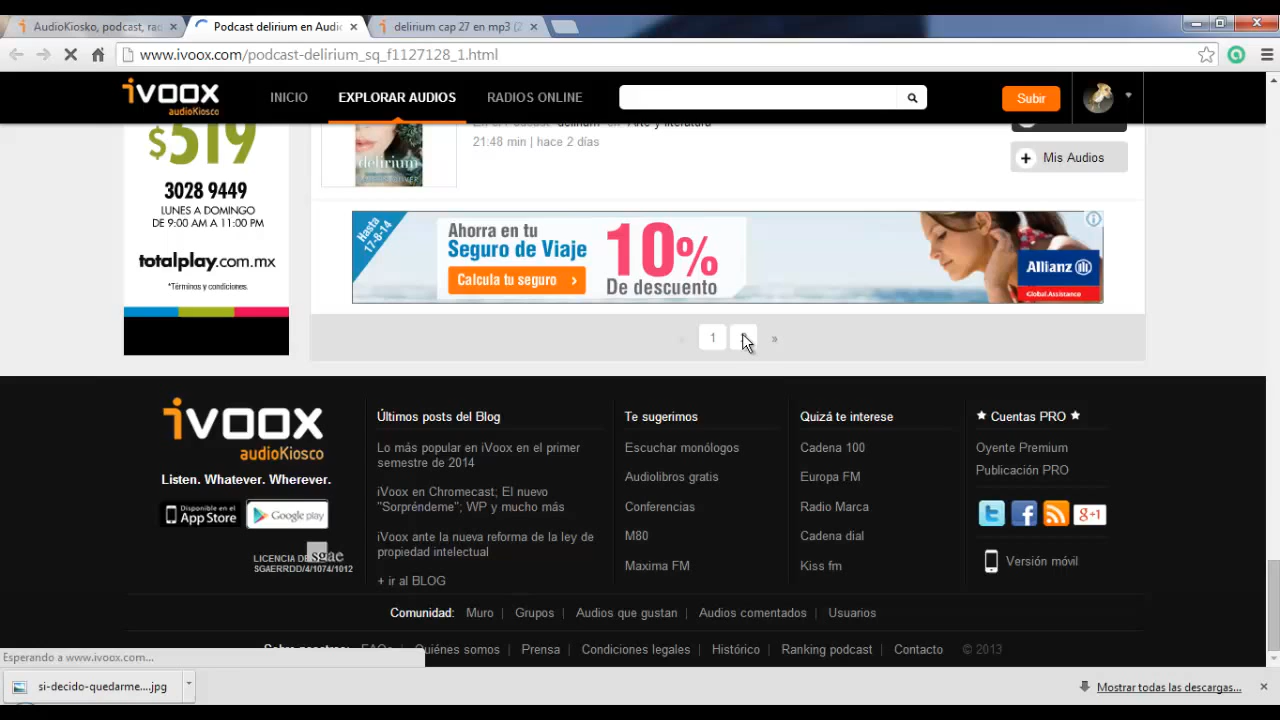 AudioKiosko, podcast, rad
Podcast delirium en Audio
delirium cap 27 en mp3 (2
www.ivoox.com/podcast-delirium_sq_f1127128_1.html
iVOOX
audioKiosco
INICIO
EXPLORAR AUDIOS
RADIOS ONLINE
Subir
$519
3028 9449
LUNES A DOMINGO
DE 9:00 AM A 11:00 PM
totalplay.com.mx
*Términos y condiciones.
delirium
21:48 min | hace 2 días
+ Mis Audios
Hasta
17-8-14
Ahorra en tu
Seguro de Viaje
Calcula tu seguro >
10%
De descuento
Allianz
Global Assistance
1
»
iVOOX
audioKiosco
Listen. Whatever. Wherever.
Disponible en el
App Store
Google play
LICENCIA DE sgae
SGAERRDD/4/1074/1012
Últimos posts del Blog
Lo más popular en iVoox en el primer
semestre de 2014
iVoox en Chromecast; El nuevo
"Sorpréndeme"; WP y mucho más
iVoox ante la nueva reforma de la ley de
propiedad intelectual
+ ir al BLOG
Te sugerimos
Escuchar monólogos
Audiolibros gratis
Conferencias
M80
Maxima FM
Quizá te interese
Cadena 100
Europa FM
Radio Marca
Cadena dial
Kiss fm
★ Cuentas PRO ★
Oyente Premium
Publicación PRO
g+1
Versión móvil
Comunidad: Muro | Grupos | Audios que gustan | Audios comentados | Usuarios
Quiénes somos | Prensa | Condiciones legales | Histórico | Ranking podcast | Contacto © 2013
Esperando a www.ivoox.com...
si-decido-quedarme....jpg
Mostrar todas las descargas...